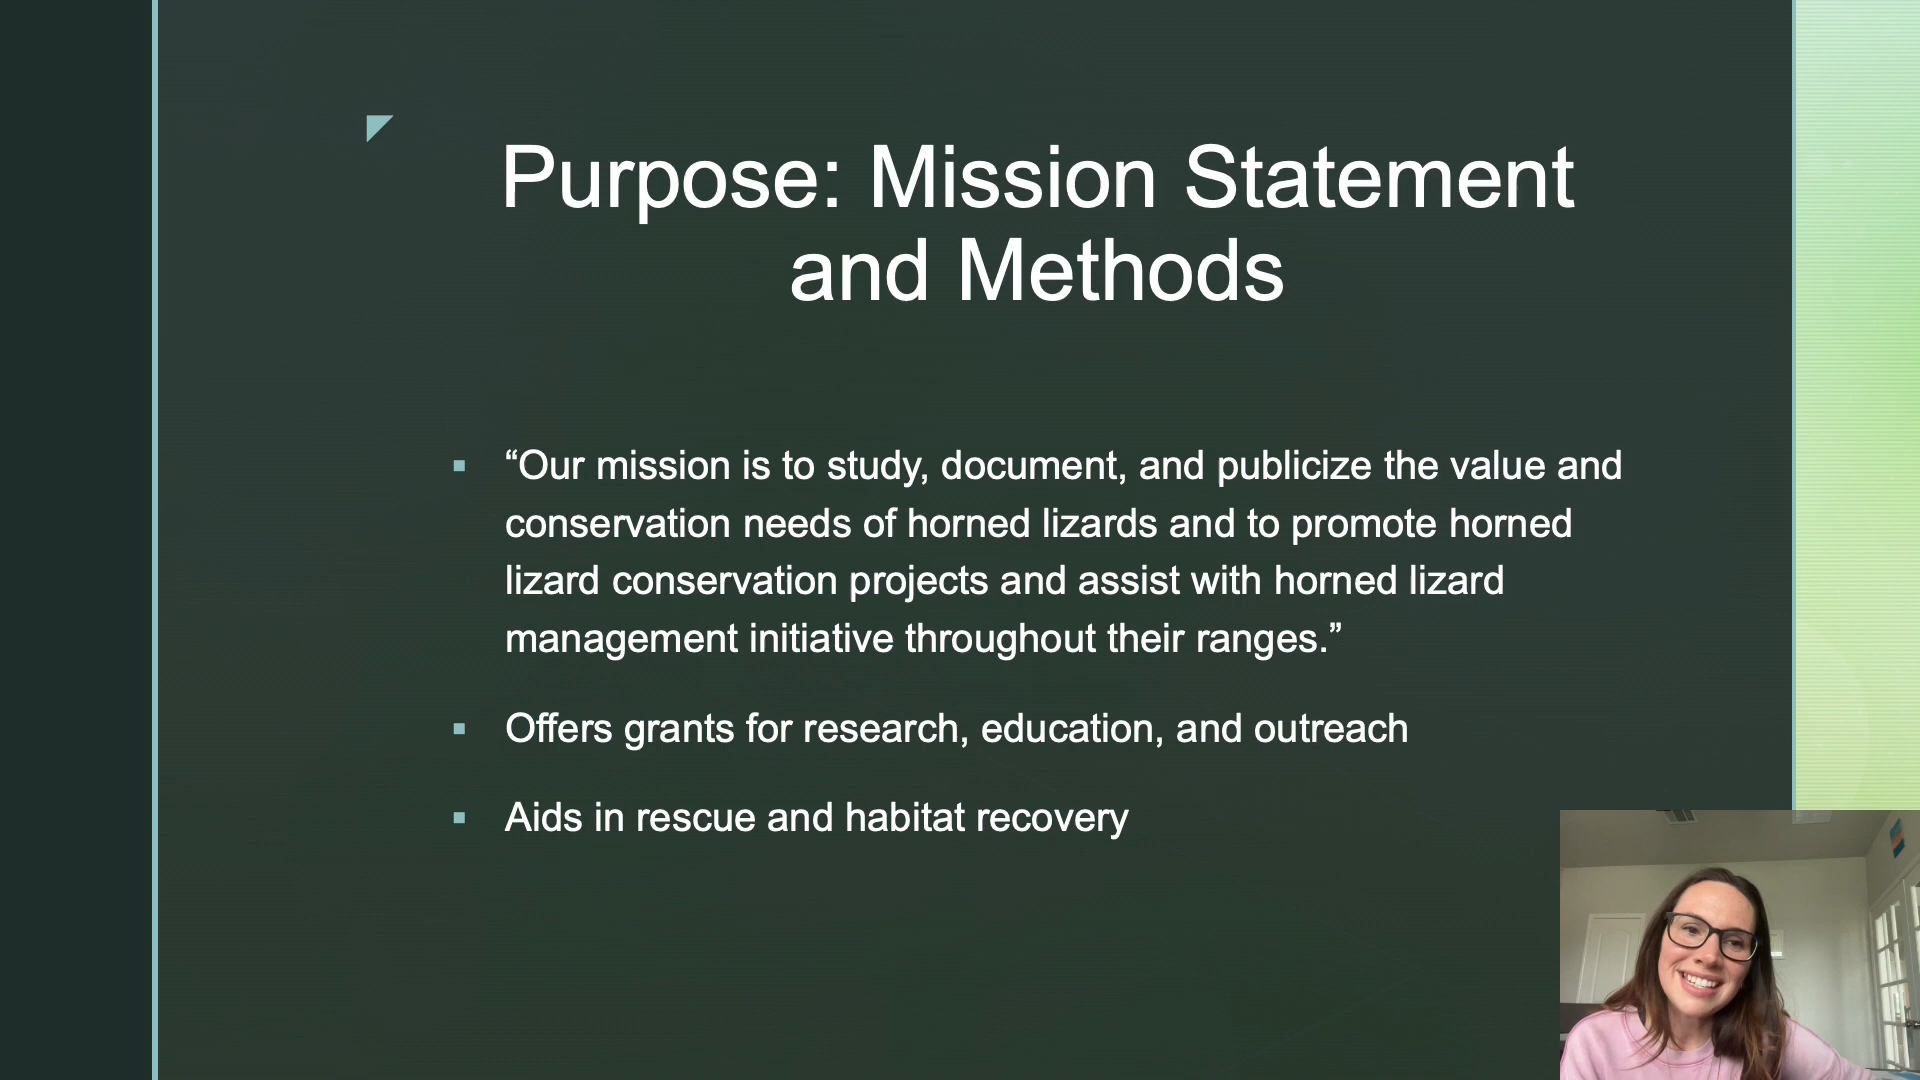 Purpose: Mission Statement
and Methods
“Our mission is to study, document, and publicize the value and
conservation needs of horned lizards and to promote horned
lizard conservation projects and assist with horned lizard
management initiative throughout their ranges.”
Offers grants for research, education, and outreach
Aids in rescue and habitat recovery